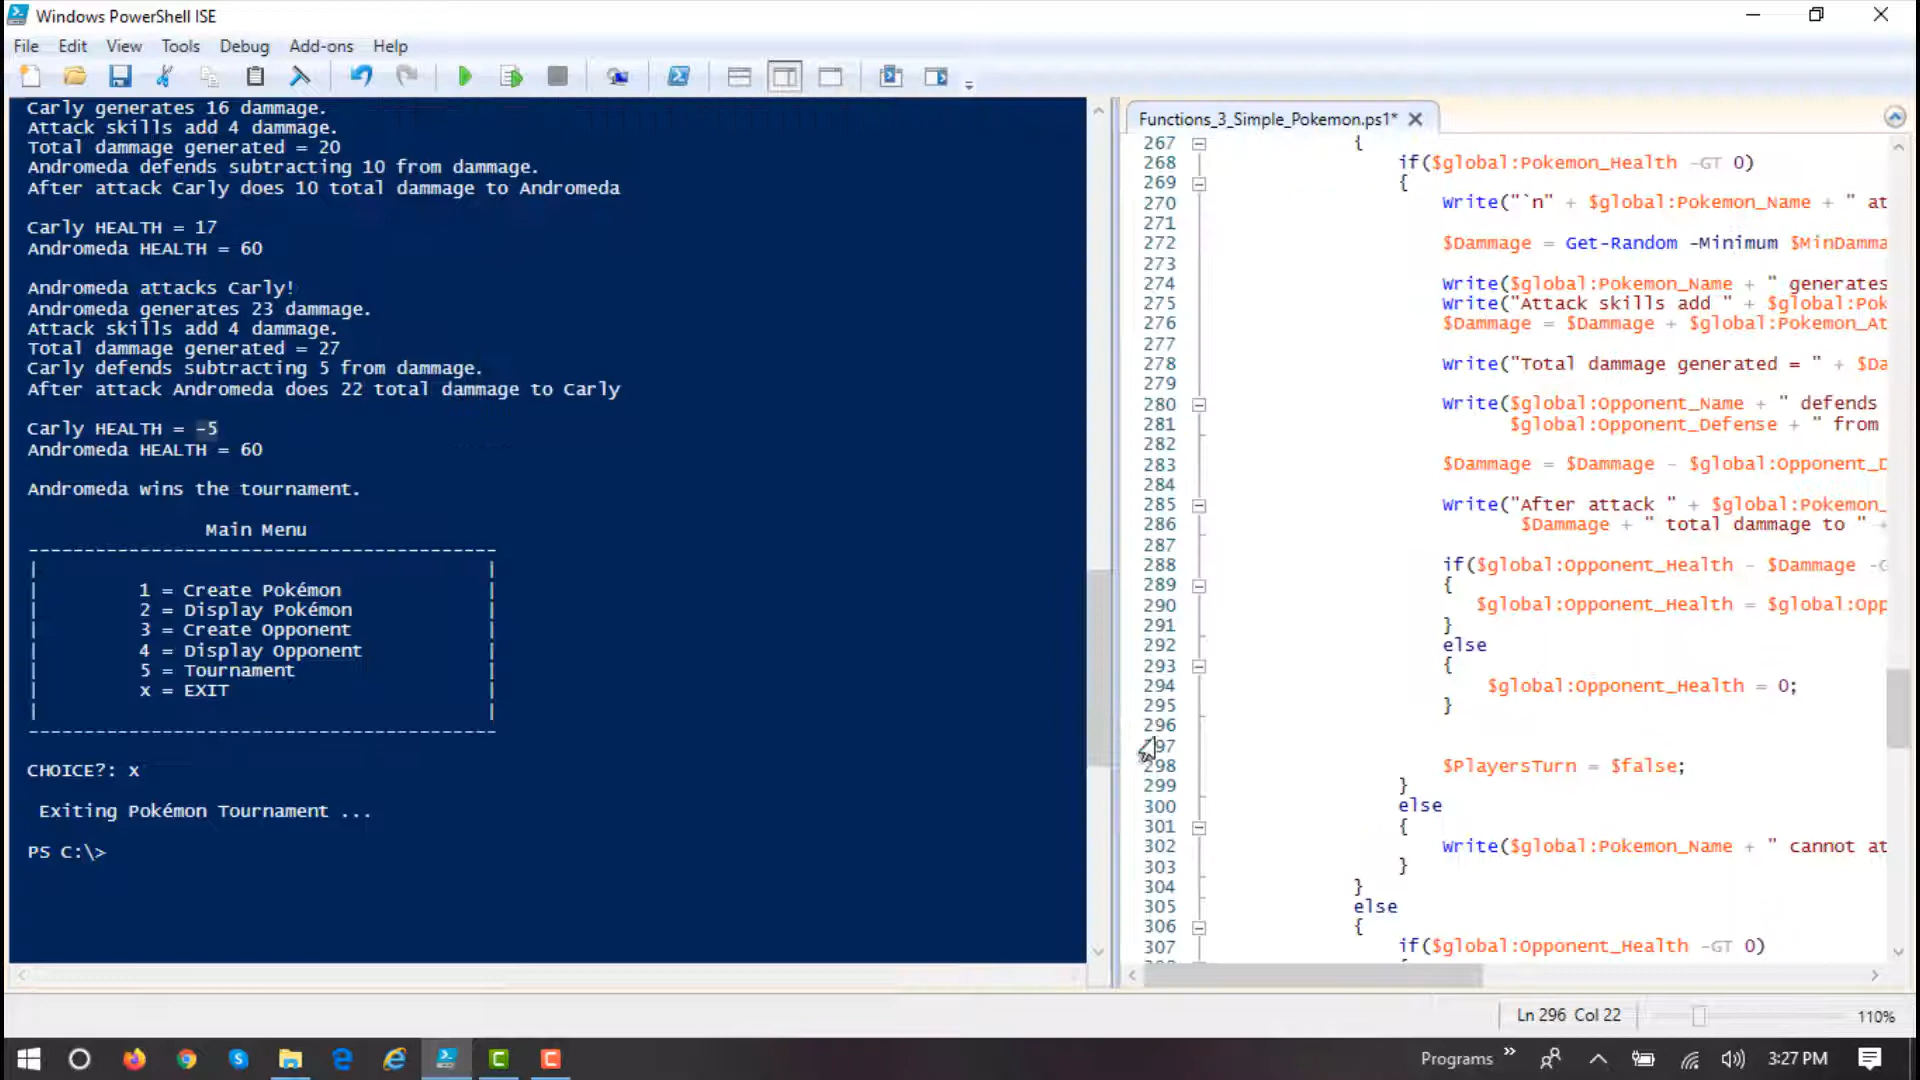 Windows PowerShell ISE
File Edit View Tools Debug Add-ons Help
Carly generates 16 dammage.
Attack skills add 4 dammage.
Total dammage generated = 20
Andromeda defends subtracting 10 from dammage.
After attack Carly does 10 total dammage to Andromeda
Carly HEALTH = 17
Andromeda HEALTH = 60
Andromeda attacks Carly!
Andromeda generates 23 dammage.
Attack skills add 4 dammage.
Total dammage generated = 27
Carly defends subtracting 5 from dammage.
After attack Andromeda does 22 total dammage to Carly
Carly HEALTH = -5
Andromeda HEALTH = 60
Andromeda wins the tournament.
Main Menu
-------------------------------------------
| |
| 1 = Create Pokémon |
| 2 = Display Pokémon |
| 3 = Create Opponent |
| 4 = Display Opponent |
| 5 = Tournament |
| x = EXIT |
| |
-------------------------------------------
CHOICE?: x
Exiting Pokémon Tournament ...
PS C:\>
Functions_3_Simple_Pokemon.ps1*
267 {
268 if($global:Pokemon_Health -GT 0)
269 {
270 Write("`n" + $global:Pokemon_Name + " at
271
272 $Dammage = Get-Random -Minimum $MinDamma
273
274 Write($global:Pokemon_Name + " generates
275 Write("Attack skills add " + $global:Pok
276 $Dammage = $Dammage + $global:Pokemon_At
277
278 Write("Total dammage generated = " + $Da
279
280 Write($global:Opponent_Name + " defends
281 $global:Opponent_Defense + " from
282
283 $Dammage = $Dammage - $global:Opponent_D
284
285 Write("After attack " + $global:Pokemon_
286 $Dammage + " total dammage to " +
287
288 if($global:Opponent_Health - $Dammage -G
289 {
290 $global:Opponent_Health = $global:Opp
291 }
292 else
293 {
294 $global:Opponent_Health = 0;
295 }
296
297
298 $PlayersTurn = $false;
299 }
300 else
301 {
302 Write($global:Pokemon_Name + " cannot at
303 }
304 }
305 else
306 {
307 if($global:Opponent_Health -GT 0)
Ln 296 Col 22
110%
Programs
3:27 PM